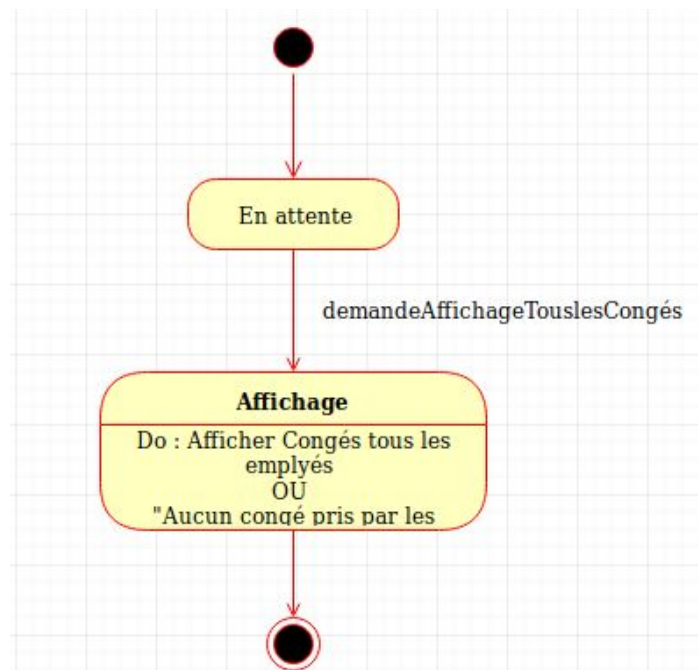 En attente
demandeAffichageTouslesCongés
Affichage
Do : Afficher Congés tous les
emplyés
OU
"Aucun congé pris par les